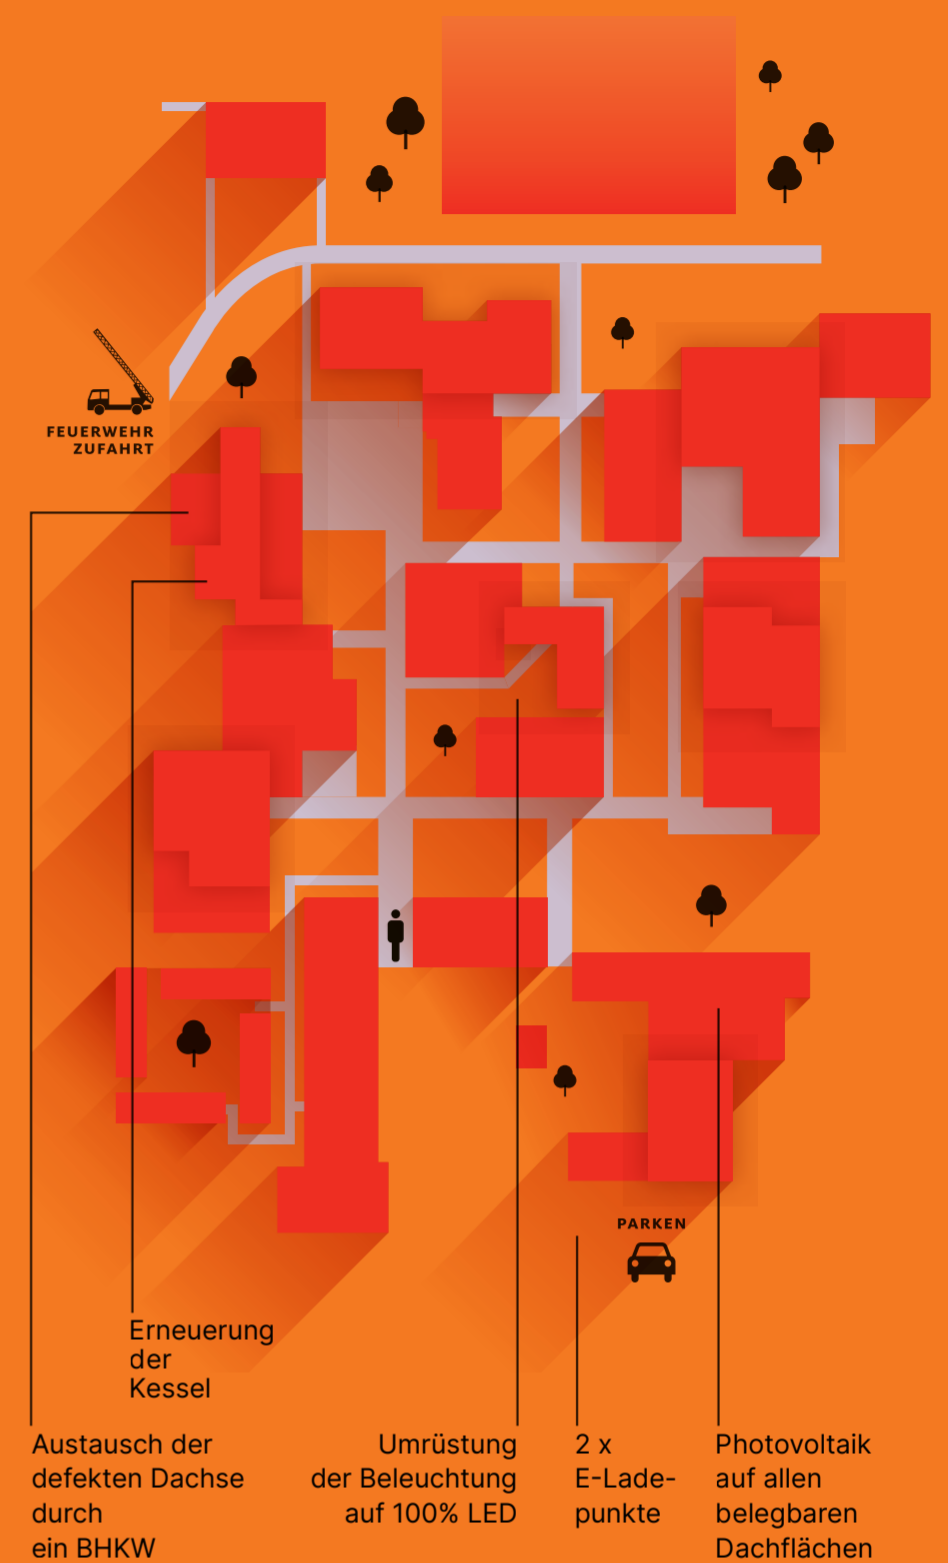 FEUERWEHR
ZUFAHRT
PARKEN
Erneuerung
der
Kessel
Austausch der
defekten Dachse
durch
ein BHKW
Umrüstung
der Beleuchtung
auf 100% LED
2 x
E-Lade-
punkte
Photovoltaik
auf allen
belegbaren
Dachflächen